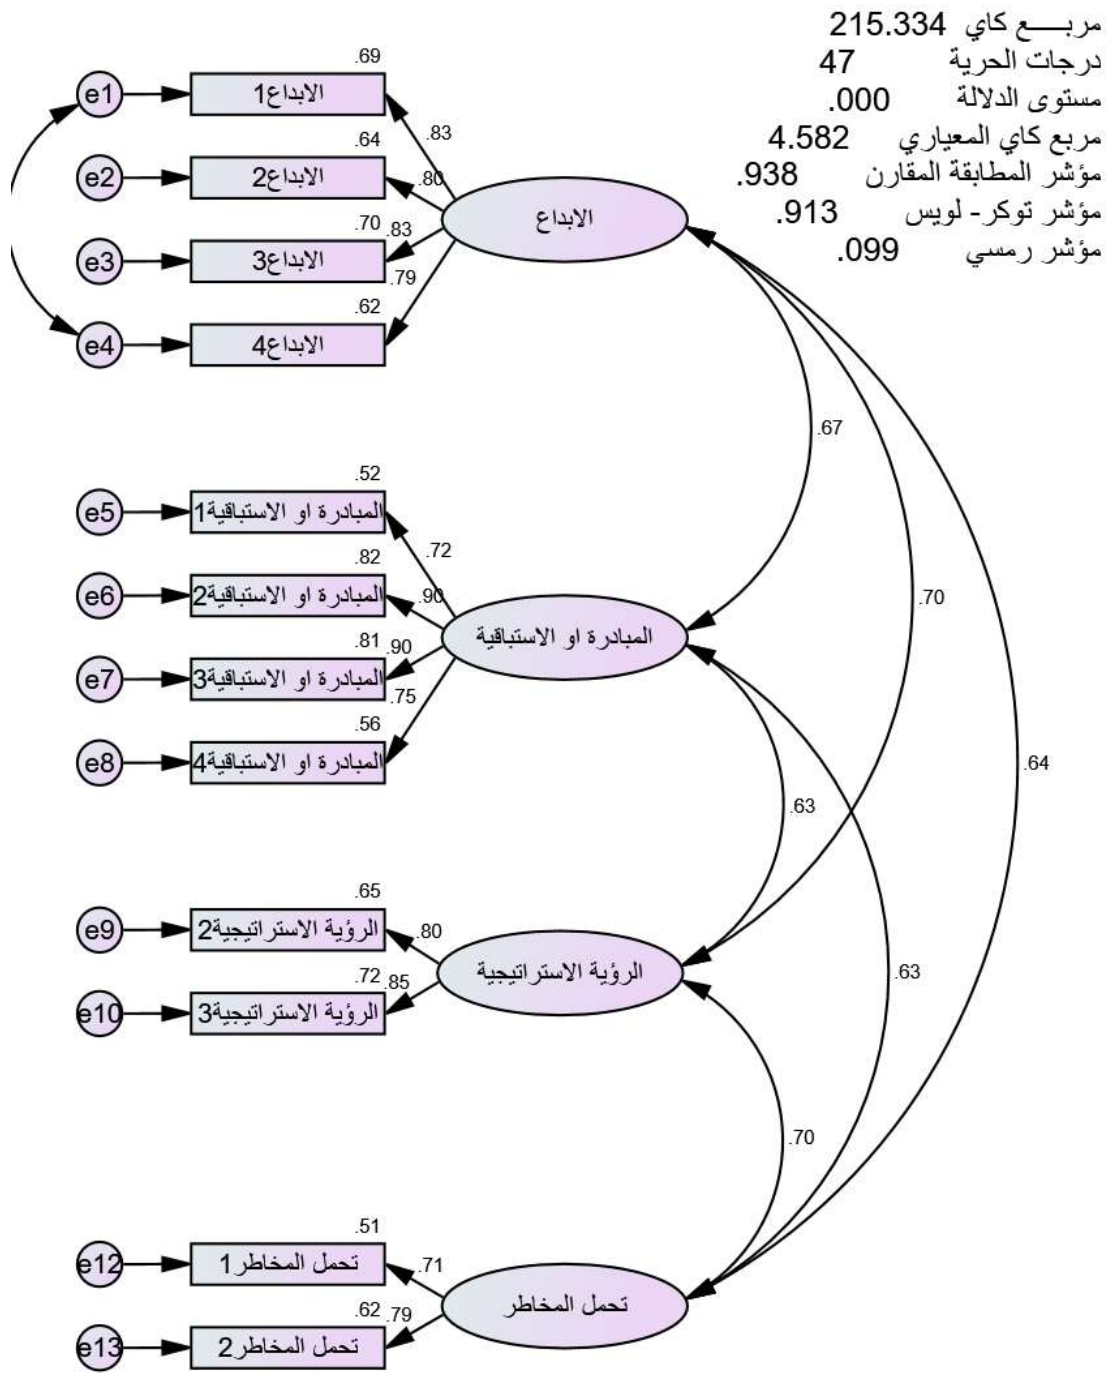 مربـــع كاي 215.334
درجات الحرية 47
مستوى الدلالة .000
مربع كاي المعياري 4.582
مؤشر المطابقة المقارن .938
مؤشر توكر- لويس .913
مؤشر رمسي .099
.69
e1
الابداع1
.83
.64
e2
الابداع2
.80
الابداع
.70
.83
e3
الابداع3
.79
.62
e4
الابداع4
.67
.52
e5
المبادرة او الاستباقية1
.72
.82
e6
المبادرة او الاستباقية2
.90
.70
المبادرة او الاستباقية
.81
.90
e7
المبادرة او الاستباقية3
.75
.56
e8
المبادرة او الاستباقية4
.64
.63
.65
e9
الرؤية الاستراتيجية2
.80
الرؤية الاستراتيجية
.63
.72
.85
e10
الرؤية الاستراتيجية3
.70
.51
e12
تحمل المخاطر1
.71
تحمل المخاطر
.62
.79
e13
تحمل المخاطر2